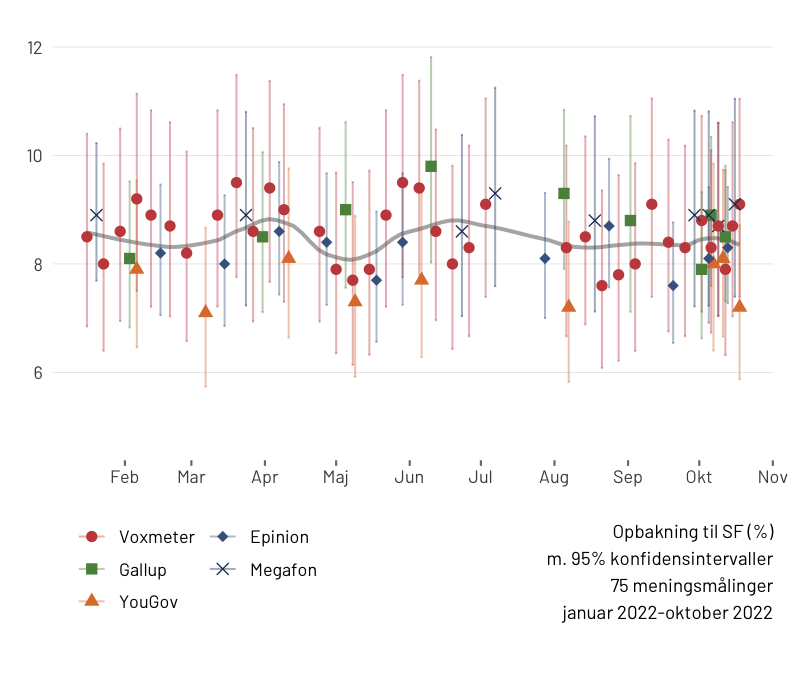 12
10
8
6
Feb Mar Apr Maj Jun Jul Aug Sep Okt Nov
Voxmeter Epinion
Gallup Megafon
YouGov
Opbakning til SF (%)
m. 95% konfidensintervaller
75 meningsmålinger
januar 2022-oktober 2022